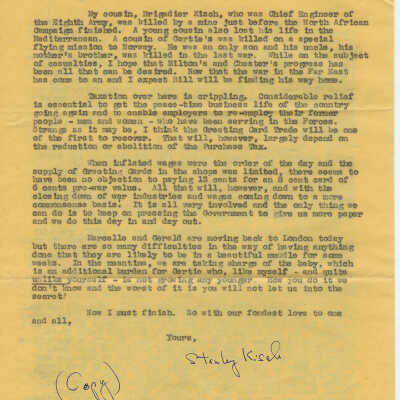 My cousin, Brigadier Kisch, who was Chief Engineer of
the Eighth Army, was killed by a mine just before the North African
Campaign finished. A young cousin also lost his life in the
Mediterranean. A cousin of Gertie's was killed on a special
flying mission to Norway. He was an only son and his uncle, his
mother's brother, was killed in the last war. While on the subject
of casualties, I hope that Milton's and Chester's progress has
been all that can be desired. Now that the war in the Far East
has come to an end I expect Bill will be finding his way home.
Taxation over here is crippling. Considerable relief
is essential to get the peace-time business life of the country
going again and to enable employers to re-employ their former
people - men and women - who have been serving in the Forces.
Strange as it may be, I think the Greeting Card Trade will be one
of the first to recover. That will, however, largely depend on
the reduction or abolition of the Purchase Tax.
When inflated wages were the order of the day and the
supply of Greeting Cards in the shops was limited, there seems to
have been no objection to paying 15 cents for an 8 cent card of
6 cents pre-war value. All that will, however, end with the
closing down of war industries and wages coming down to a more
commonsense basis. It is all very involved and the only thing we
can do is to keep on pressing the Government to give us more paper
and we do this day in and day out.
Marcelle and Gerald are moving back to London today
but there are so many difficulties in the way of having anything
done that they are likely to be in a beautiful muddle for some
weeks. In the meantime, we are taking charge of the baby, which
is an additional burden for Gertie who, like myself - and quite
unlike yourself - is not growing any younger. How you do it we
don't know and the worst of it is you will not let us into the
secret!
Now I must finish. So with our fondest love to one
and all,
Yours,
Stanley Kisch
(Copy)